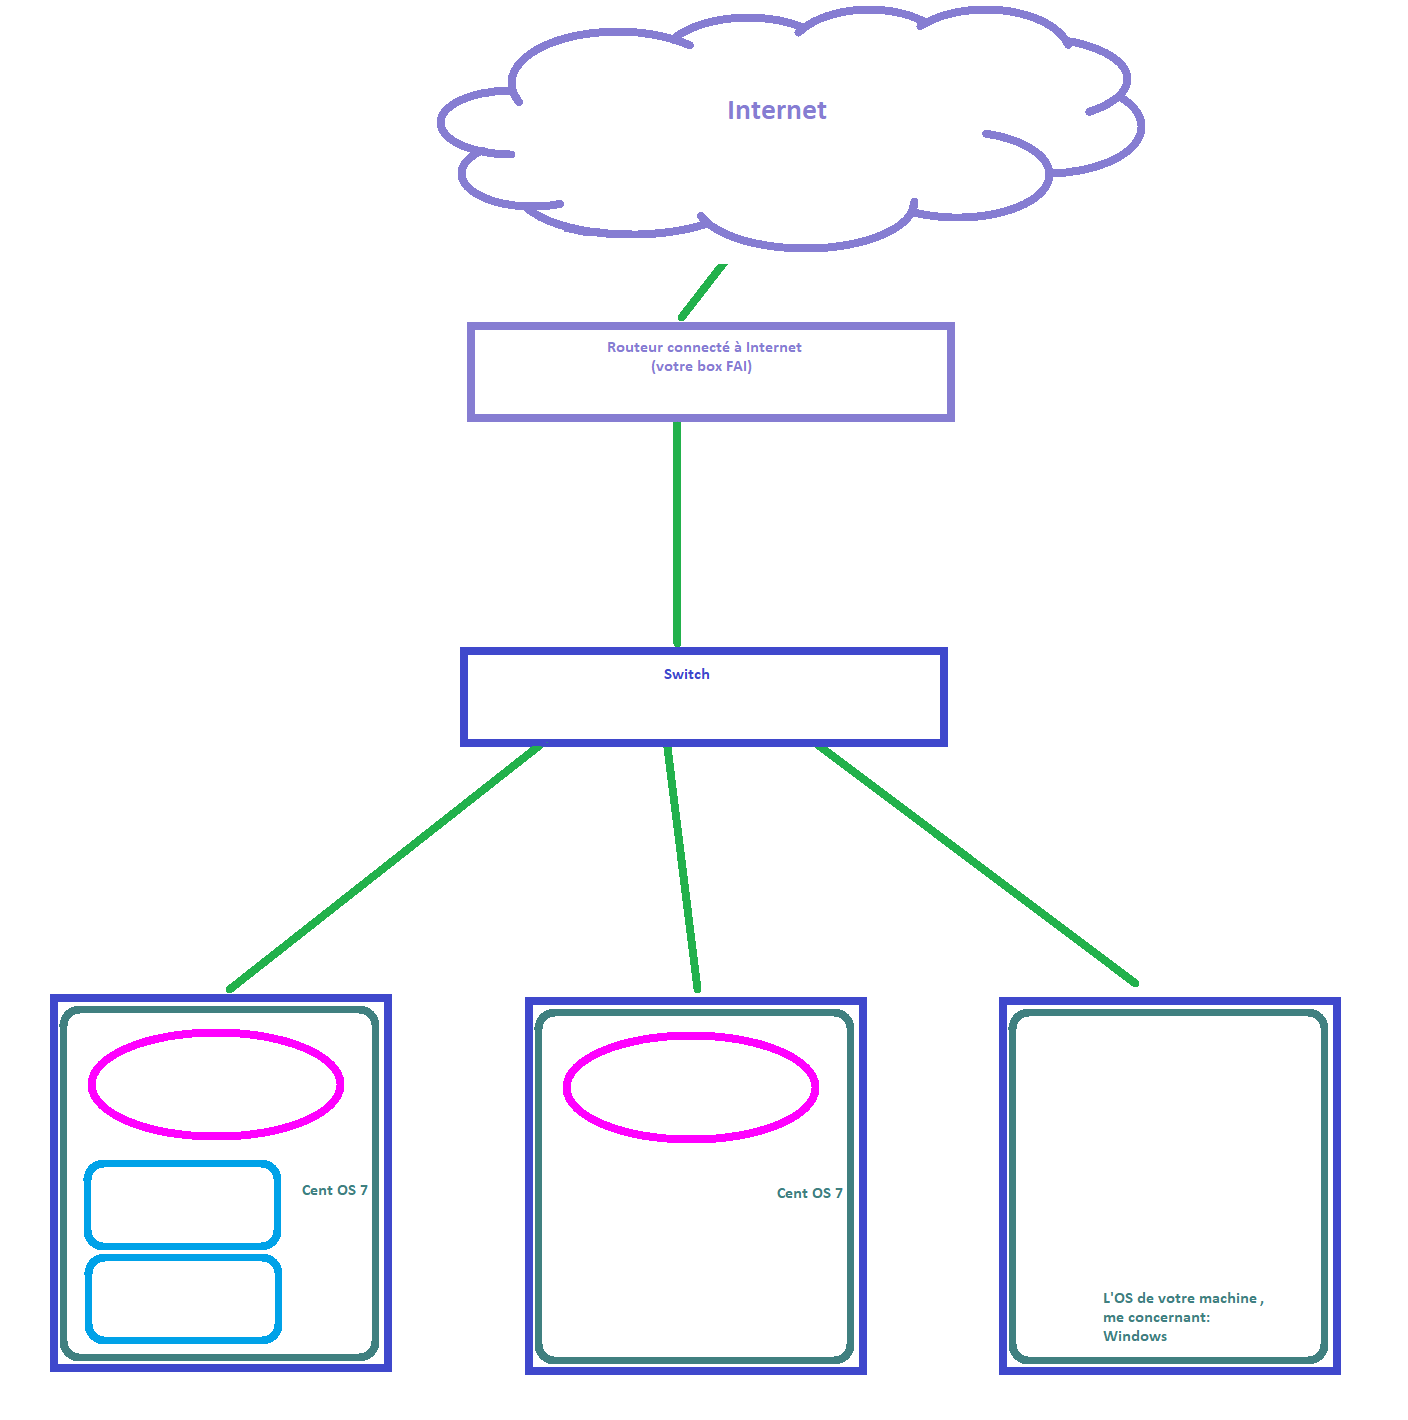 Internet
Routeur connecté à Internet
(votre box FAI)
Switch
Cent OS 7
Cent OS 7
L'OS de votre machine ,
me concernant:
Windows